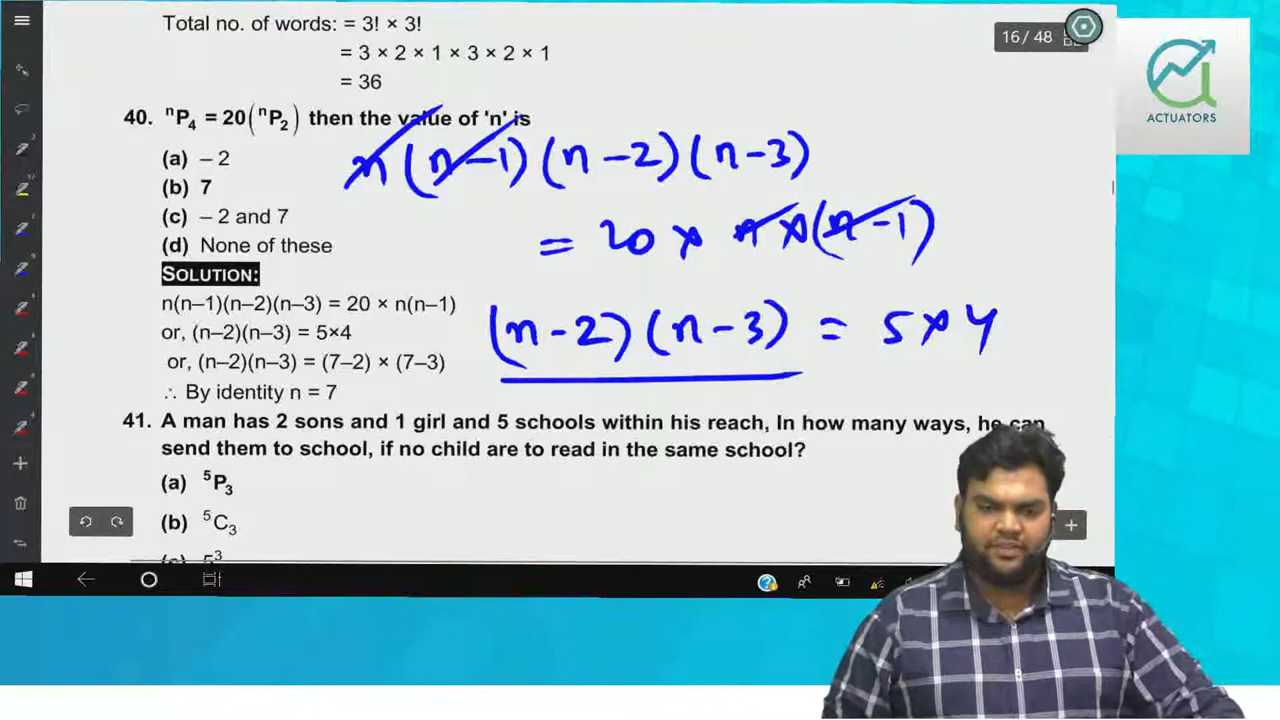 Total no. of words: = 3! × 3!
= 3 × 2 × 1 × 3 × 2 × 1
= 36
16 / 48
ACTUATORS
40. ⁿP₄ = 20(ⁿP₂) then the value of 'n' is
(a) – 2
(b) 7
(c) – 2 and 7
(d) None of these
n(n-1)(n-2)(n-3)
= 20 × n × (n-1)
SOLUTION:
n(n–1)(n–2)(n–3) = 20 × n(n–1)
or, (n–2)(n–3) = 5×4
or, (n–2)(n–3) = (7–2) × (7–3)
∴ By identity n = 7
(n-2)(n-3) = 5×4
41. A man has 2 sons and 1 girl and 5 schools within his reach, In how many ways, he can
send them to school, if no child are to read in the same school?
(a) ⁵P₃
(b) ⁵C₃
(c) 5³